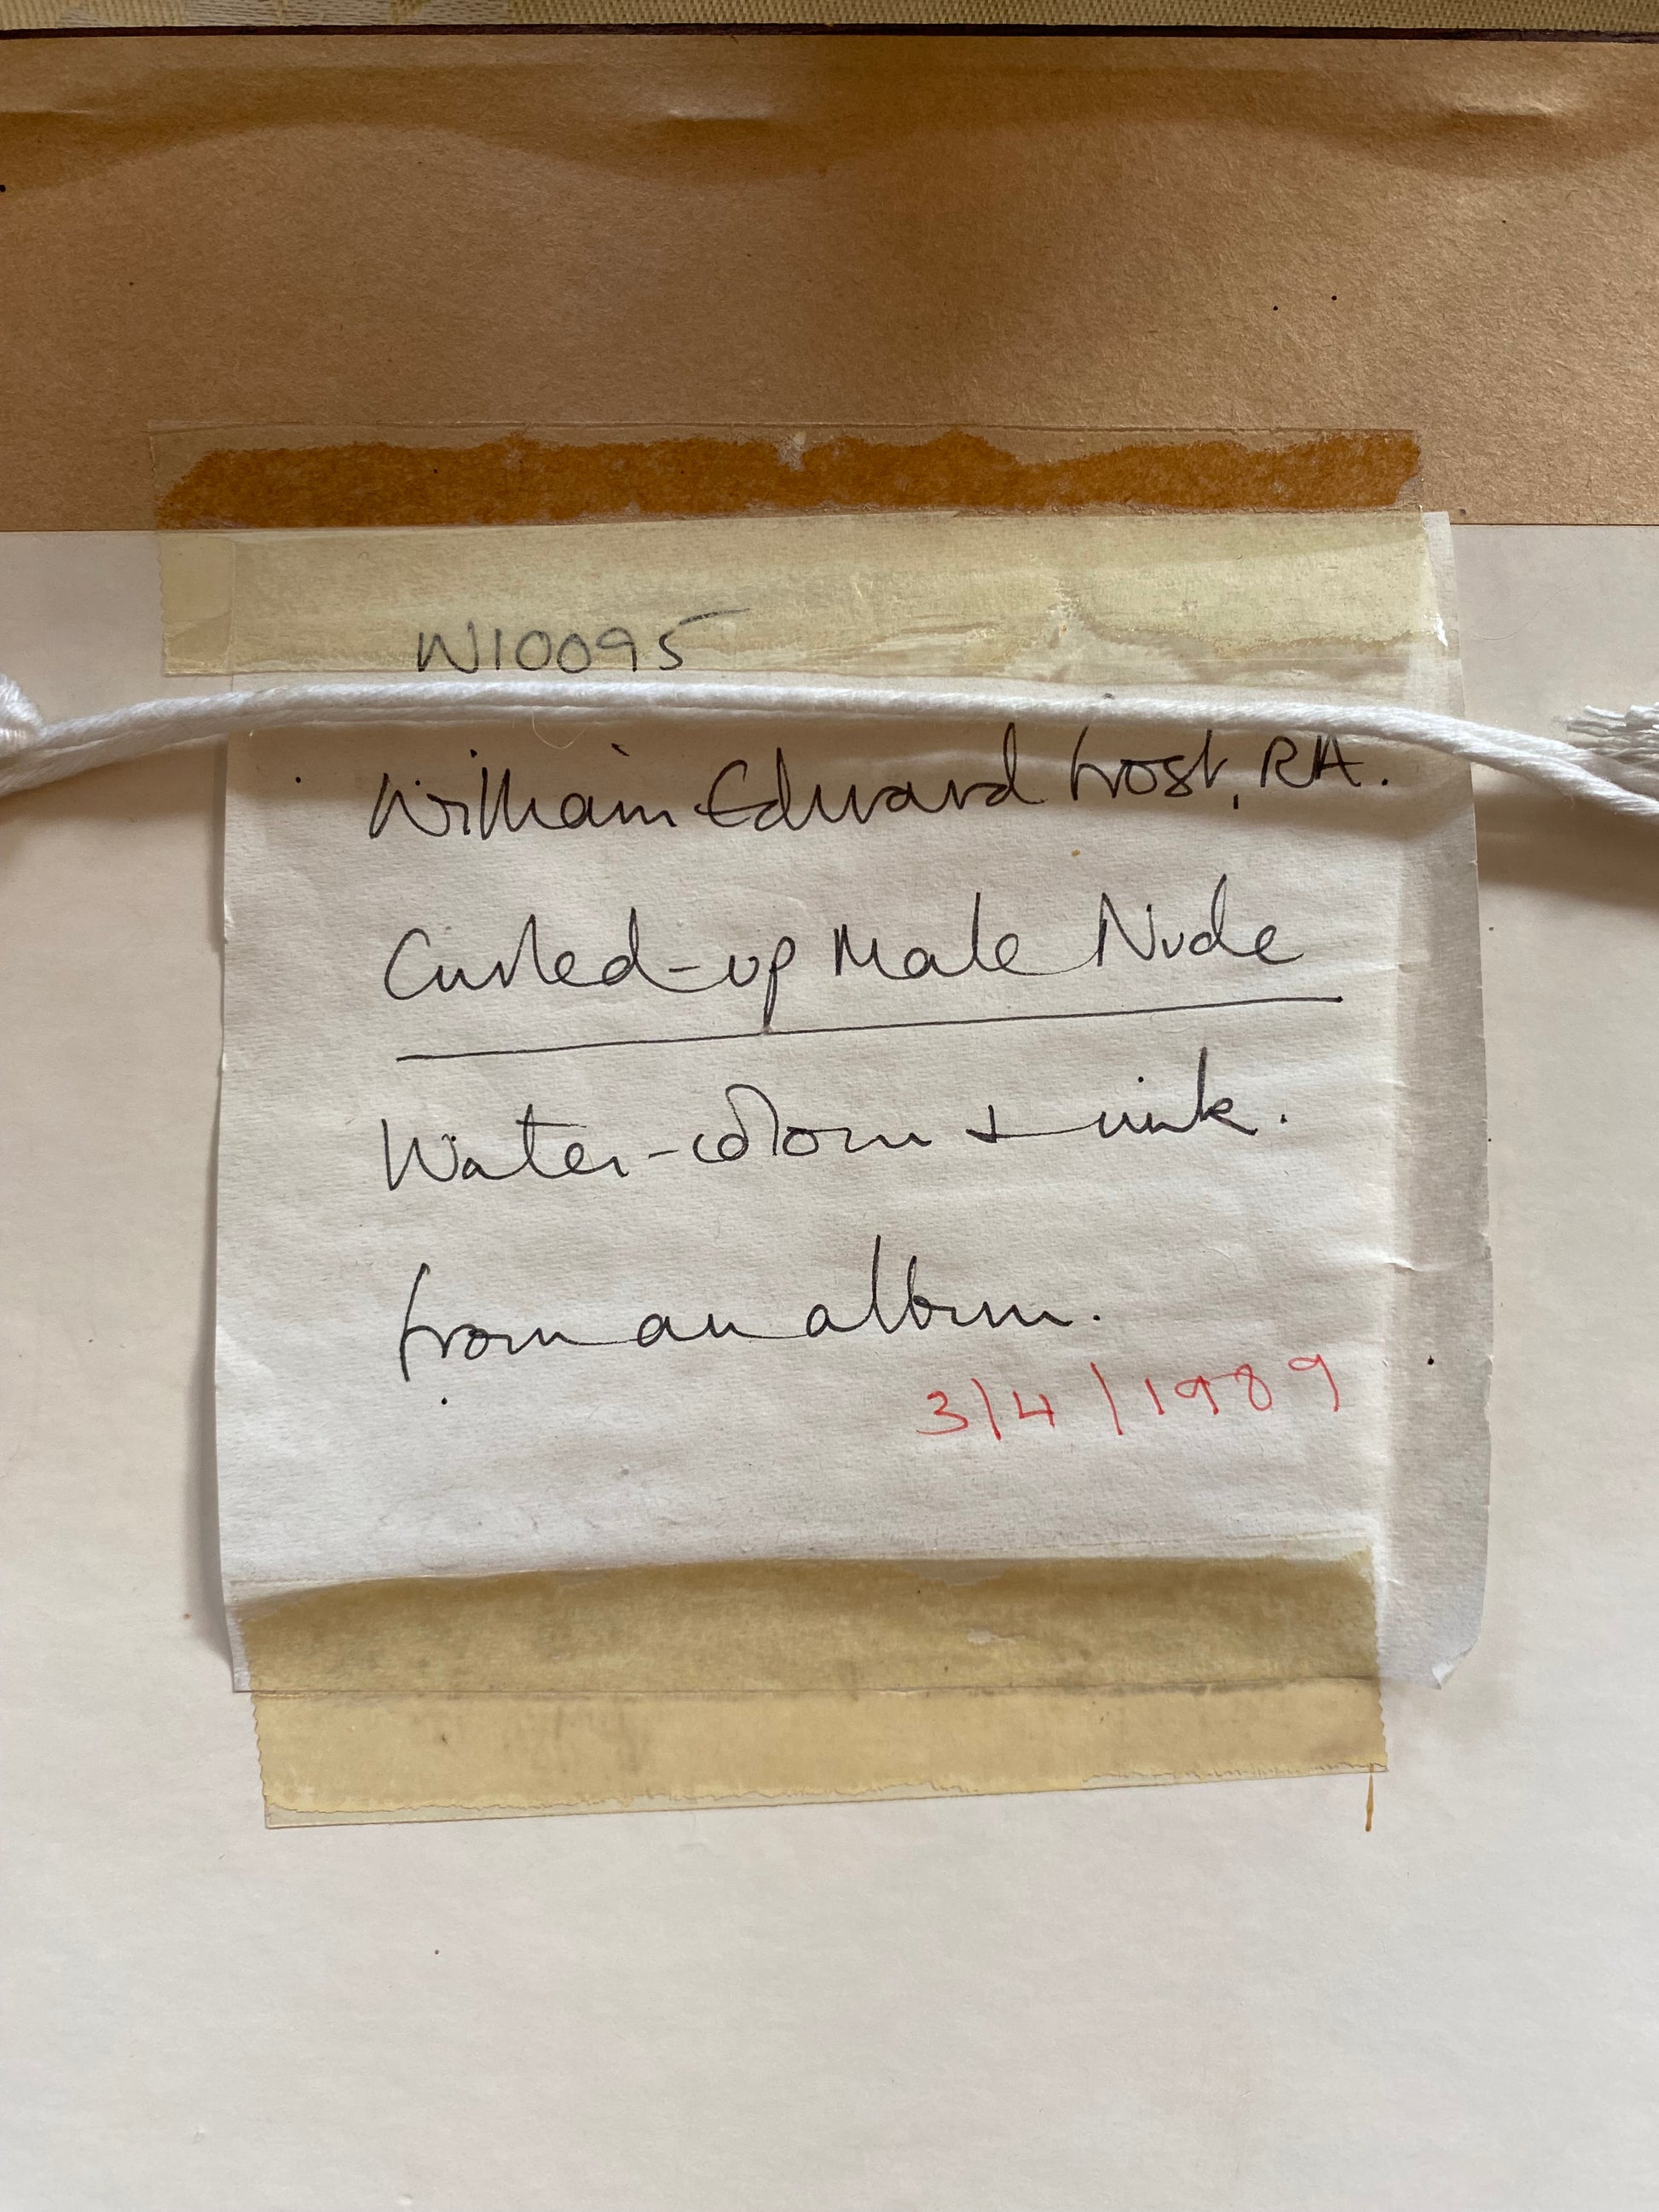 W10095
William Edward Frost, RA.
Curled-up Male Nude
Water-colour + ink.
from an album.
3/4/1989